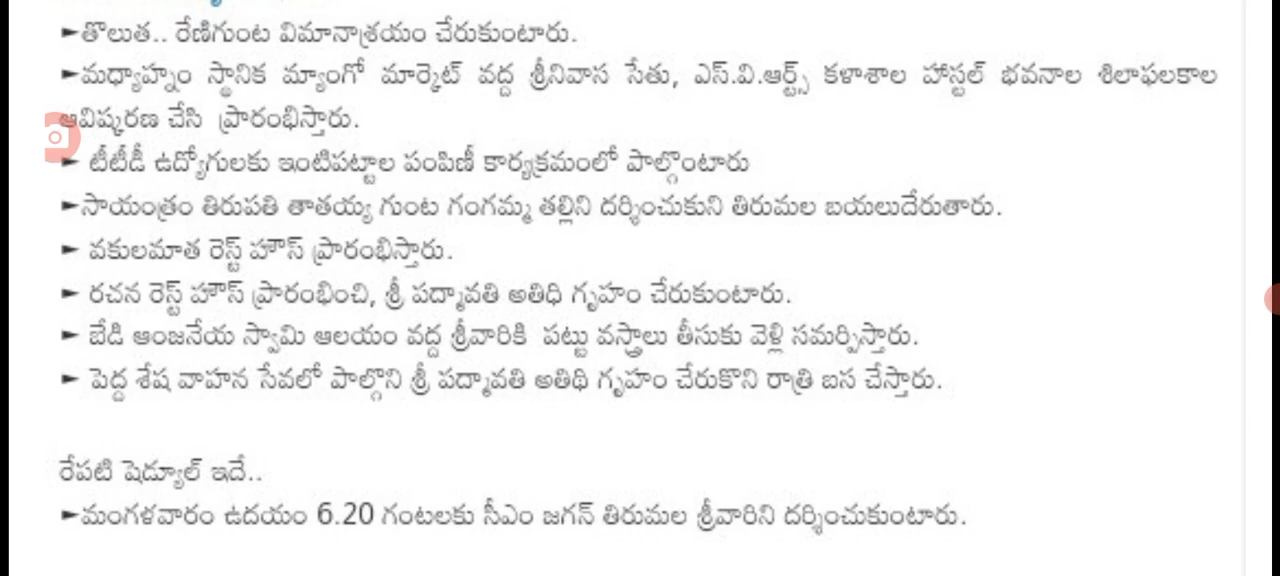 ►తొలుత.. రేణిగుంట విమానాశ్రయం చేరుకుంటారు.
►మధ్యాహ్నం స్థానిక మ్యాంగో మార్కెట్ వద్ద శ్రీనివాస సేతు, ఎస్.వి.ఆర్ట్స్ కళాశాల హాస్టల్ భవనాల శిలాఫలకాల
ఆవిష్కరణ చేసి ప్రారంభిస్తారు.
► టీటీడీ ఉద్యోగులకు ఇంటిపట్టాల పంపిణీ కార్యక్రమంలో పాల్గొంటారు
►సాయంత్రం తిరుపతి తాతయ్య గుంట గంగమ్మ తల్లిని దర్శించుకుని తిరుమల బయలుదేరుతారు.
► వకులమాత రెస్ట్ హౌస్ ప్రారంభిస్తారు.
► రచన రెస్ట్ హౌస్ ప్రారంభించి, శ్రీ పద్మావతి అతిధి గృహం చేరుకుంటారు.
► బేడి ఆంజనేయ స్వామి ఆలయం వద్ద శ్రీవారికి పట్టు వస్త్రాలు తీసుకు వెళ్లి సమర్పిస్తారు.
► పెద్ద శేష వాహన సేవలో పాల్గొని శ్రీ పద్మావతి అతిథి గృహం చేరుకొని రాత్రి బస చేస్తారు.
రేపటి షెడ్యూల్ ఇదే..
►మంగళవారం ఉదయం 6.20 గంటలకు సీఎం జగన్ తిరుమల శ్రీవారిని దర్శించుకుంటారు.